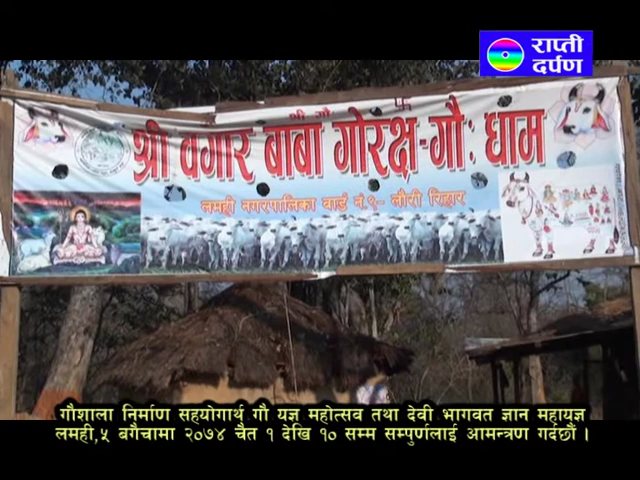 राप्ती
दर्पण
श्री गौ
श्री वगार बाबा गोरक्ष-गौः धाम
लमही नगरपालिका वार्ड नं.९- लौरी रिहार
गौशाला निर्माण सहयोगार्थ गौ यज्ञ महोत्सव तथा देवी भागवत ज्ञान महायज्ञ
लमही,५ बगैचामा २०७४ चैत १ देखि १० सम्म सम्पुर्णलाई आमन्त्रण गर्दछौं ।